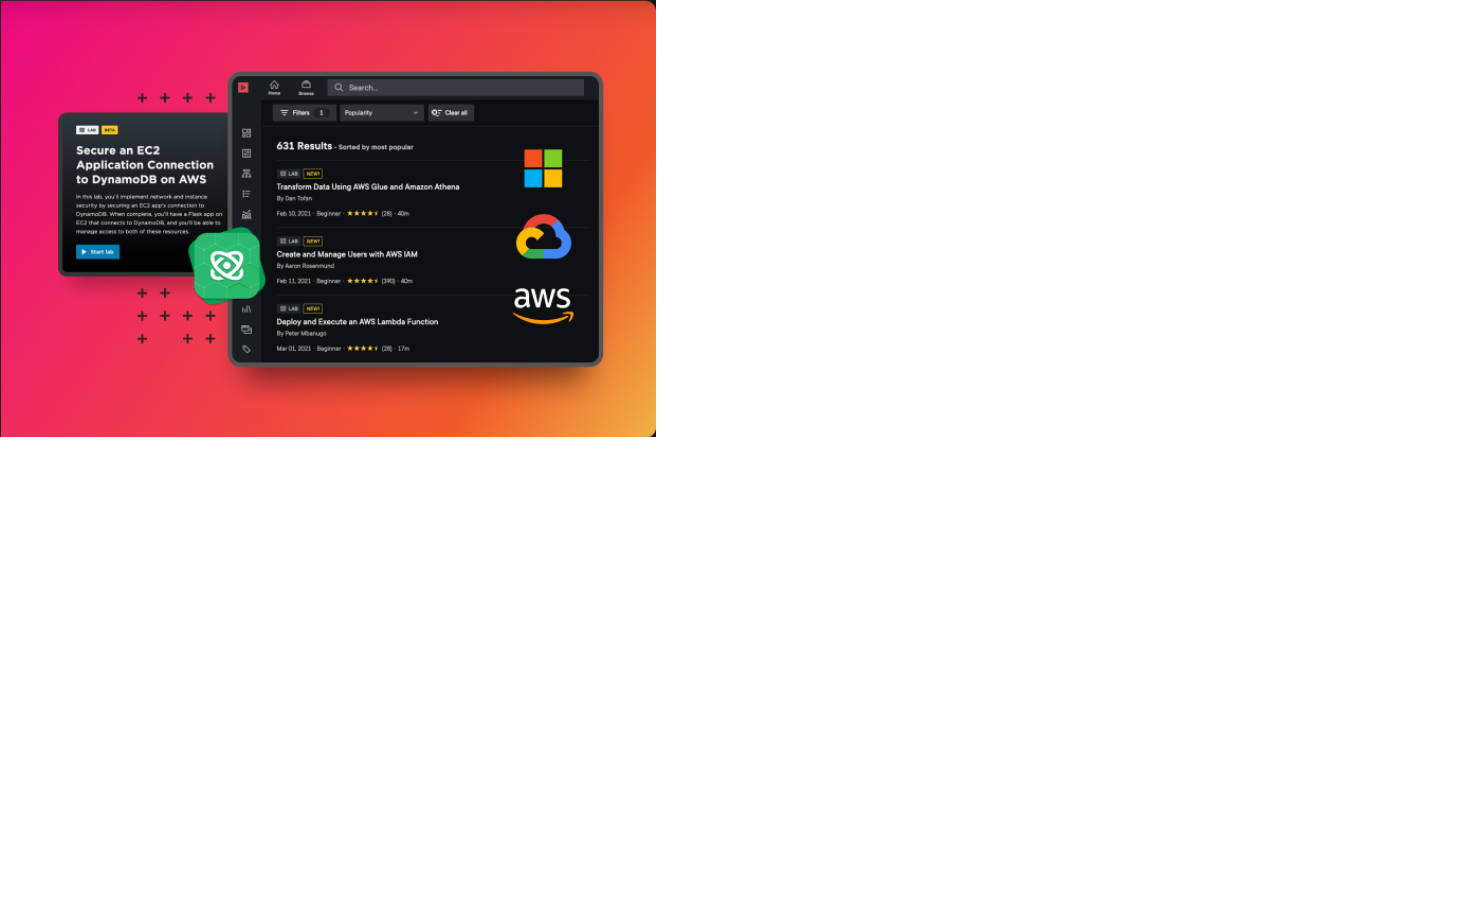 LAB BETA
Secure an EC2
Application Connection
to DynamoDB on AWS
In this lab, you'll implement network and instance
security by securing an EC2 app's connection to
DynamoDB. When complete, you'll have a Flask app on
EC2 that connects to DynamoDB, and you'll be able to
manage access to both of these resources.
Start lab
Home Browse Search...
Filters 1 Popularity Clear all
631 Results - Sorted by most popular
LAB NEW!
Transform Data Using AWS Glue and Amazon Athena
By Dan Tofan
Feb 10, 2021 · Beginner · ★★★★⯨ (28) · 40m
LAB NEW!
Create and Manage Users with AWS IAM
By Aaron Rosenmund
Feb 11, 2021 · Beginner · ★★★★⯨ (390) · 40m
LAB NEW!
Deploy and Execute an AWS Lambda Function
By Peter Mbanugo
Mar 01, 2021 · Beginner · ★★★★⯨ (28) · 17m
aws